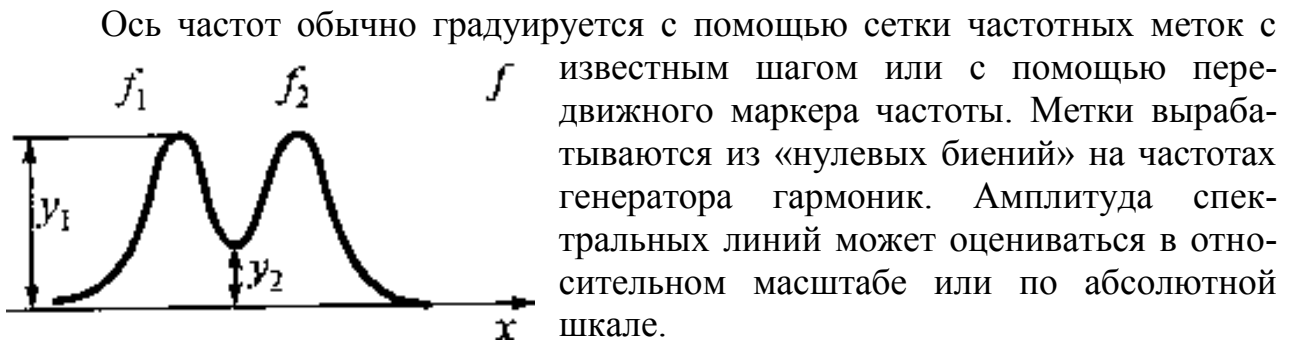 Ось частот обычно градуируется с помощью сетки частотных меток с
известным шагом или с помощью пере-
движного маркера частоты. Метки выраба-
тываются из «нулевых биений» на частотах
генератора гармоник. Амплитуда спек-
тральных линий может оцениваться в отно-
сительном масштабе или по абсолютной
шкале.
f₁ f₂ f
y₁
y₂
x